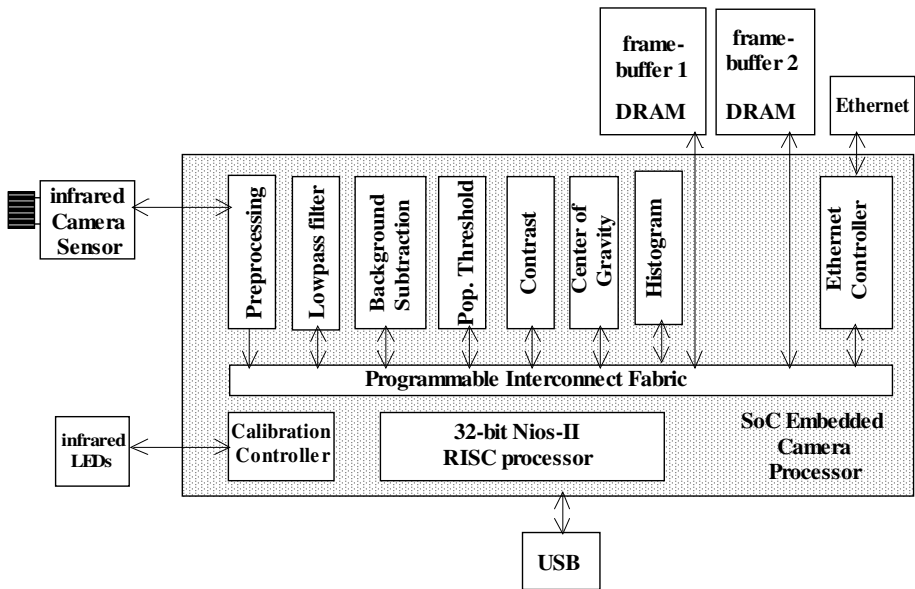 frame-
buffer 1
DRAM
frame-
buffer 2
DRAM
Ethernet
infrared
Camera
Sensor
Preprocessing
Lowpass filter
Background
Subtraction
Pop. Threshold
Contrast
Center of
Gravity
Histogram
Ethernet
Controller
Programmable Interconnect Fabric
infrared
LEDs
Calibration
Controller
32-bit Nios-II
RISC processor
SoC Embedded
Camera
Processor
USB